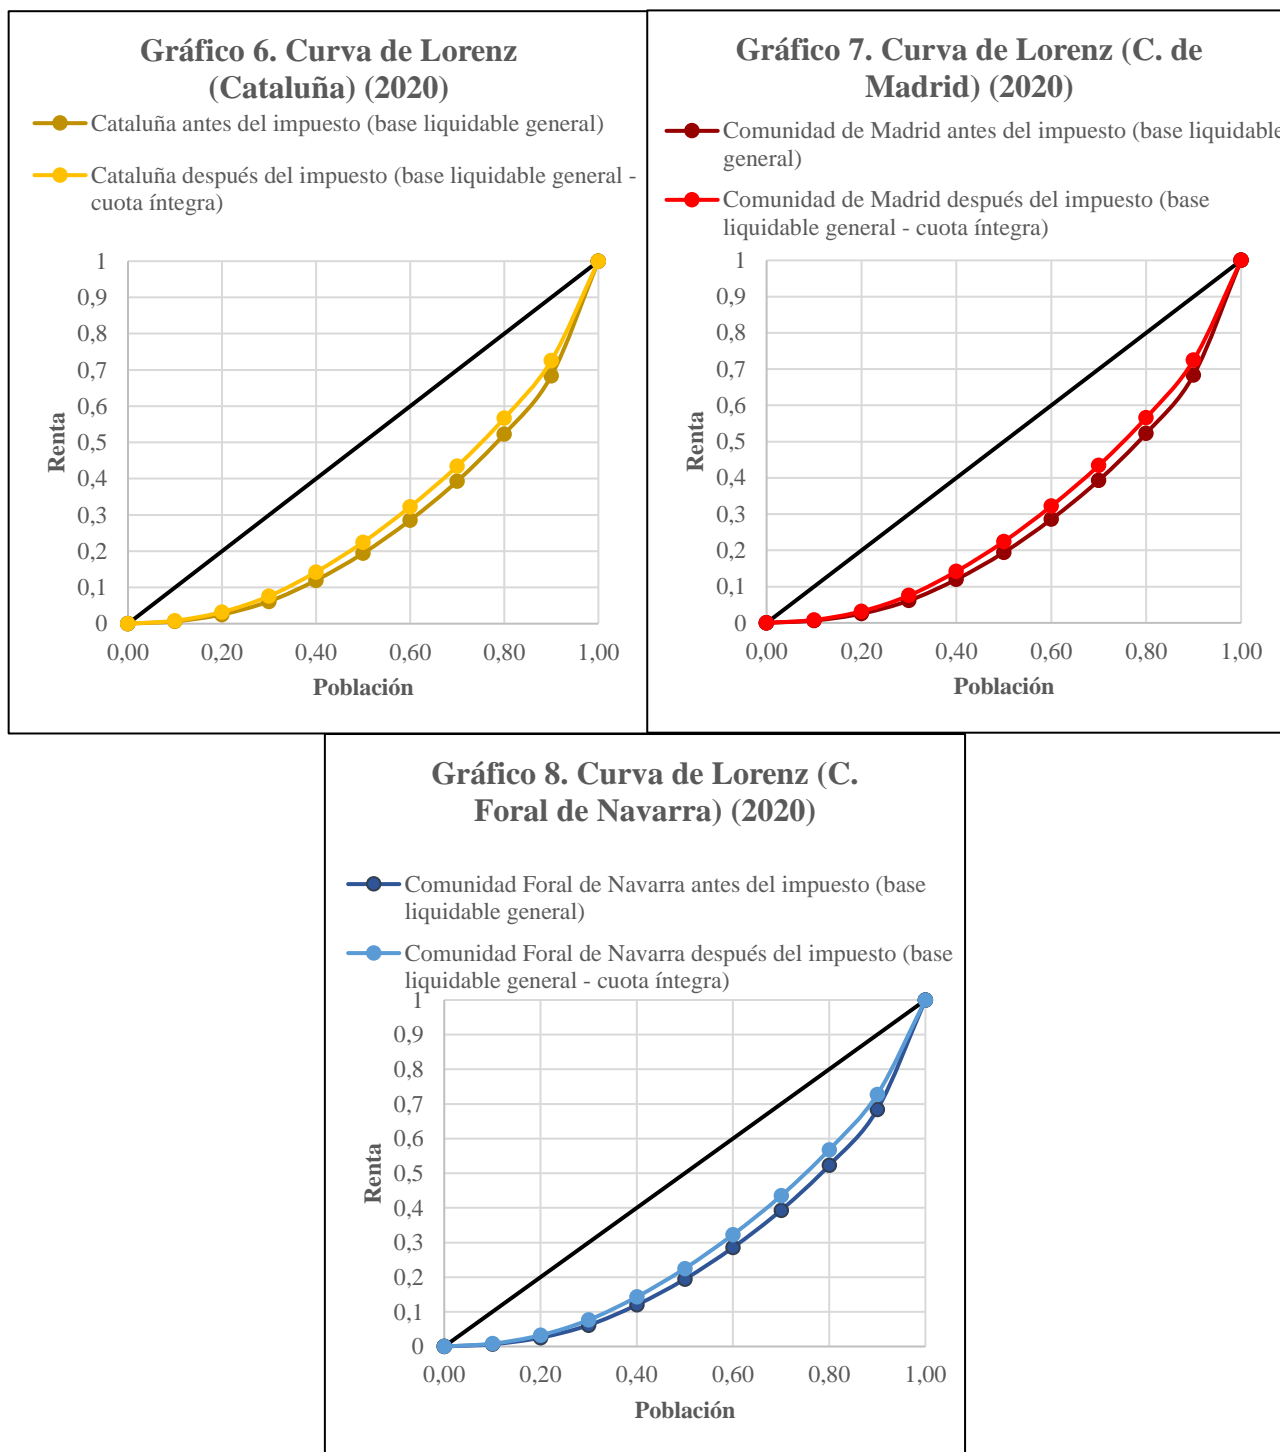 Gráfico 6. Curva de Lorenz
(Cataluña) (2020)
Cataluña antes del impuesto (base liquidable general)
Cataluña después del impuesto (base liquidable general -
cuota íntegra)
1
0,9
0,8
0,7
0,6
0,5
0,4
0,3
0,2
0,1
0
Renta
0,00 0,20 0,40 0,60 0,80 1,00
Población
Gráfico 7. Curva de Lorenz (C. de
Madrid) (2020)
Comunidad de Madrid antes del impuesto (base liquidable
general)
Comunidad de Madrid después del impuesto (base
liquidable general - cuota íntegra)
1
0,9
0,8
0,7
0,6
0,5
0,4
0,3
0,2
0,1
0
Renta
0,00 0,20 0,40 0,60 0,80 1,00
Población
Gráfico 8. Curva de Lorenz (C.
Foral de Navarra) (2020)
Comunidad Foral de Navarra antes del impuesto (base
liquidable general)
Comunidad Foral de Navarra después del impuesto (base
liquidable general - cuota íntegra)
1
0,9
0,8
0,7
0,6
0,5
0,4
0,3
0,2
0,1
0
Renta
0,00 0,20 0,40 0,60 0,80 1,00
Población